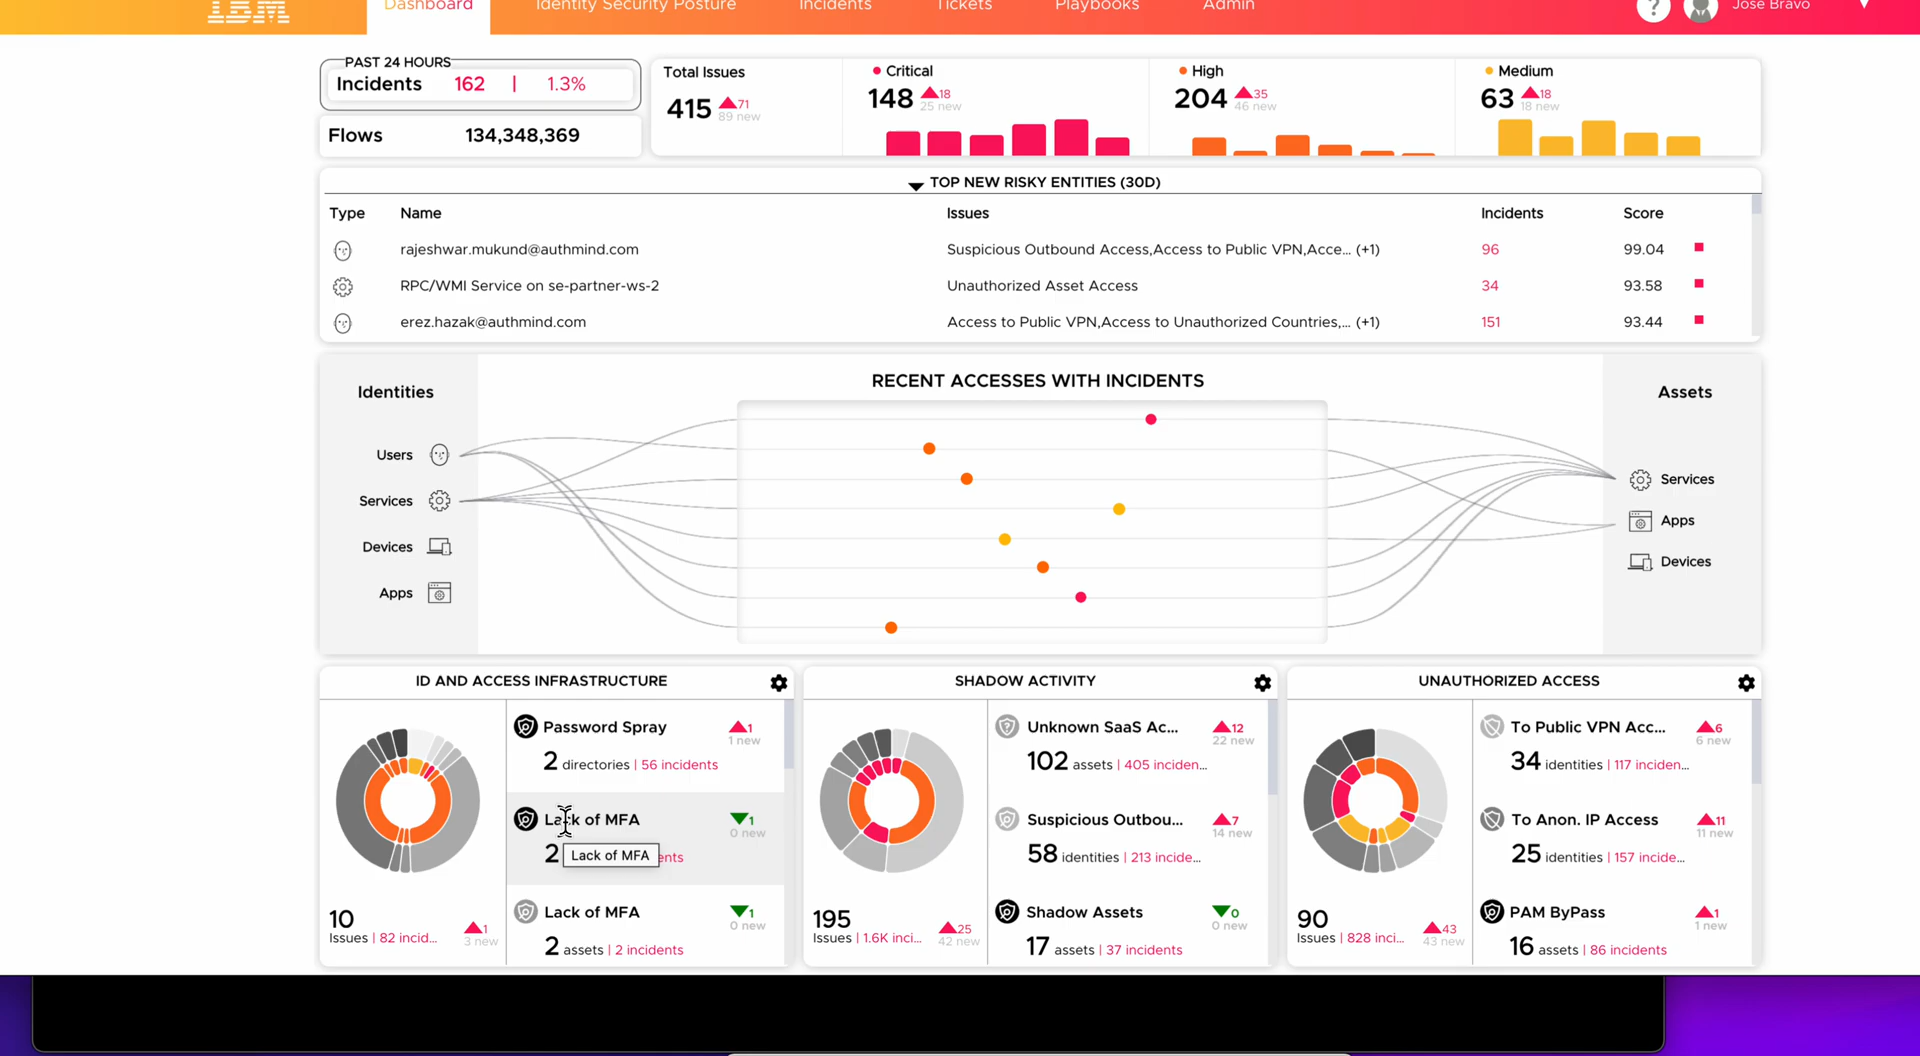 IBM
Dashboard
Identity Security Posture
Incidents
Tickets
Playbooks
Admin
?
Jose Bravo
PAST 24 HOURS
Incidents 162 | 1.3%
Flows 134,348,369
Total Issues
415 71
89 new
Critical
148 18
25 new
High
204 35
46 new
Medium
63 18
18 new
TOP NEW RISKY ENTITIES (30D)
Type Name Issues Incidents Score
rajeshwar.mukund@authmind.com Suspicious Outbound Access,Access to Public VPN,Acce... (+1) 96 99.04
RPC/WMI Service on se-partner-ws-2 Unauthorized Asset Access 34 93.58
erez.hazak@authmind.com Access to Public VPN,Access to Unauthorized Countries,... (+1) 151 93.44
RECENT ACCESSES WITH INCIDENTS
Identities
Users
Services
Devices
Apps
Assets
Services
Apps
Devices
ID AND ACCESS INFRASTRUCTURE
10
Issues | 82 incid...
1
3 new
Password Spray 1
1 new
2 directories | 56 incidents
Lack of MFA 1
0 new
2 ents
Lack of MFA
Lack of MFA 1
0 new
2 assets | 2 incidents
SHADOW ACTIVITY
195
Issues | 1.6K inci...
25
42 new
Unknown SaaS Ac... 12
22 new
102 assets | 405 inciden...
Suspicious Outbou... 7
14 new
58 identities | 213 incide...
Shadow Assets 0
0 new
17 assets | 37 incidents
UNAUTHORIZED ACCESS
90
Issues | 828 inci...
43
43 new
To Public VPN Acc... 6
6 new
34 identities | 117 inciden...
To Anon. IP Access 11
11 new
25 identities | 157 incide...
PAM ByPass 1
1 new
16 assets | 86 incidents